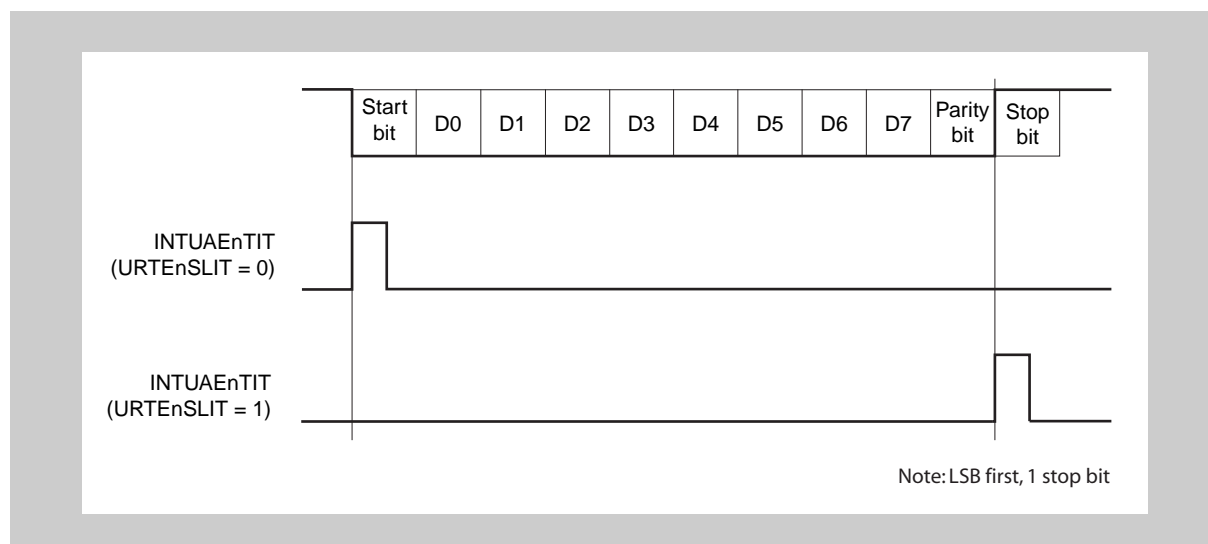 Start
bit
D0
D1
D2
D3
D4
D5
D6
D7
Parity
bit
Stop
bit
INTUAEnTIT
(URTEnSLIT = 0)
INTUAEnTIT
(URTEnSLIT = 1)
Note: LSB first, 1 stop bit